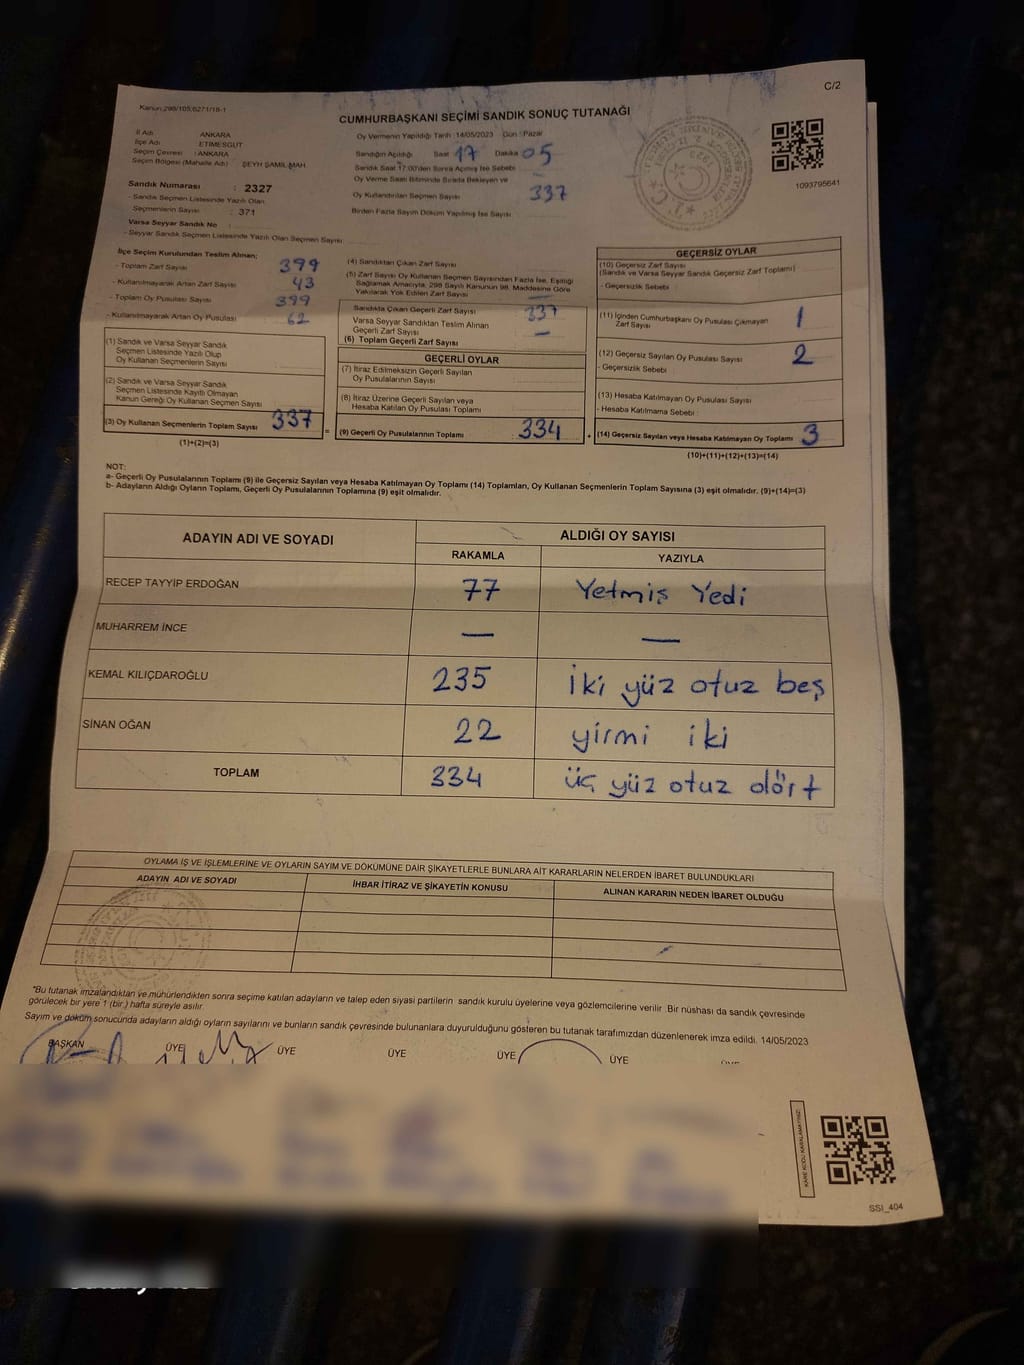 C/2
Kanun:298/105;6271/18-1
CUMHURBAŞKANI SEÇİMİ SANDIK SONUÇ TUTANAĞI
İl Adı ANKARA
İlçe Adı ETİMESGUT
Seçim Çevresi : ANKARA
Seçim Bölgesi (Mahalle Adı) : ŞEYH ŞAMİL MAH.
Sandık Numarası : 2327
- Sandık Seçmen Listesinde Yazılı Olan
Seçmenlerin Sayısı : 371
Varsa Seyyar Sandık No :
- Seyyar Sandık Seçmen Listesinde Yazılı Olan Seçmen Sayısı
Oy Vermenin Yapıldığı Tarih :14/05/2023 Gün : Pazar
Sandığın Açıldığı Saat 17 Dakika 05
Sandık Saat 17:00'den Sonra Açılmış İse Sebebi
Oy Verme Saati Bitiminde Sırada Bekleyen ve
Oy Kullandırılan Seçmen Sayısı 337
Birden Fazla Sayım Döküm Yapılmış İse Sayısı
1093795641
İlçe Seçim Kurulundan Teslim Alınan;
- Toplam Zarf Sayısı 399
- Kullanılmayarak Artan Zarf Sayısı 43
- Toplam Oy Pusulası Sayısı 399
- Kullanılmayarak Artan Oy Pusulası 62
(1) Sandık ve Varsa Seyyar Sandık
Seçmen Listesinde Yazılı Olup
Oy Kullanan Seçmenlerin Sayısı
(2) Sandık ve Varsa Seyyar Sandık
Seçmen Listesinde Kayıtlı Olmayan
Kanun Gereği Oy Kullanan Seçmen Sayısı
(3) Oy Kullanan Seçmenlerin Toplam Sayısı 337
(1)+(2)=(3)
(4) Sandıktan Çıkan Zarf Sayısı
(5) Zarf Sayısı Oy Kullanan Seçmen Sayısından Fazla İse, Eşitliği
Sağlamak Amacıyla, 298 Sayılı Kanunun 98. Maddesine Göre
Yakılarak Yok Edilen Zarf Sayısı —
Sandıkta Çıkan Geçerli Zarf Sayısı 337
Varsa Seyyar Sandıktan Teslim Alınan
Geçerli Zarf Sayısı —
(6) Toplam Geçerli Zarf Sayısı
GEÇERLİ OYLAR
(7) İtiraz Edilmeksizin Geçerli Sayılan
Oy Pusulalarının Sayısı
(8) İtiraz Üzerine Geçerli Sayılan veya
Hesaba Katılan Oy Pusulası Toplamı
= (9) Geçerli Oy Pusulalarının Toplamı 334
GEÇERSİZ OYLAR
(10) Geçersiz Zarf Sayısı
(Sandık ve Varsa Seyyar Sandık Geçersiz Zarf Toplamı)
- Geçersizlik Sebebi
(11) İçinden Cumhurbaşkanı Oy Pusulası Çıkmayan
Zarf Sayısı 1
(12) Geçersiz Sayılan Oy Pusulası Sayısı 2
- Geçersizlik Sebebi
(13) Hesaba Katılmayan Oy Pusulası Sayısı
- Hesaba Katılmama Sebebi
+ (14) Geçersiz Sayılan veya Hesaba Katılmayan Oy Toplamı 3
(10)+(11)+(12)+(13)=(14)
NOT:
a- Geçerli Oy Pusulalarının Toplamı (9) ile Geçersiz Sayılan veya Hesaba Katılmayan Oy Toplamı (14) Toplamları, Oy Kullanan Seçmenlerin Toplam Sayısına (3) eşit olmalıdır. (9)+(14)=(3)
b- Adayların Aldığı Oyların Toplamı, Geçerli Oy Pusulalarının Toplamına (9) eşit olmalıdır.
ADAYIN ADI VE SOYADI ALDIĞI OY SAYISI
RAKAMLA YAZIYLA
RECEP TAYYİP ERDOĞAN 77 Yetmiş Yedi
MUHARREM İNCE — —
KEMAL KILIÇDAROĞLU 235 iki yüz otuz beş
SİNAN OĞAN 22 yirmi iki
TOPLAM 334 üç yüz otuz dört
OYLAMA İŞ VE İŞLEMLERİNE VE OYLARIN SAYIM VE DÖKÜMÜNE DAİR ŞİKAYETLERLE BUNLARA AİT KARARLARIN NELERDEN İBARET BULUNDUKLARI
ADAYIN ADI VE SOYADI İHBAR İTİRAZ VE ŞİKAYETİN KONUSU ALINAN KARARIN NEDEN İBARET OLDUĞU
*Bu tutanak imzalandıktan ve mühürlendikten sonra seçime katılan adayların ve talep eden siyasi partilerin sandık kurulu üyelerine veya gözlemcilerine verilir. Bir nüshası da sandık çevresinde
görülecek bir yere 1 (bir) hafta süreyle asılır.
Sayım ve döküm sonucunda adayların aldığı oyların sayılarını ve bunların sandık çevresinde bulunanlara duyurulduğunu gösteren bu tutanak tarafımızdan düzenlenerek imza edildi. 14/05/2023
BAŞKAN ÜYE ÜYE ÜYE ÜYE ÜYE
KARE KODU KARALAMAYINIZ!
SSI_404